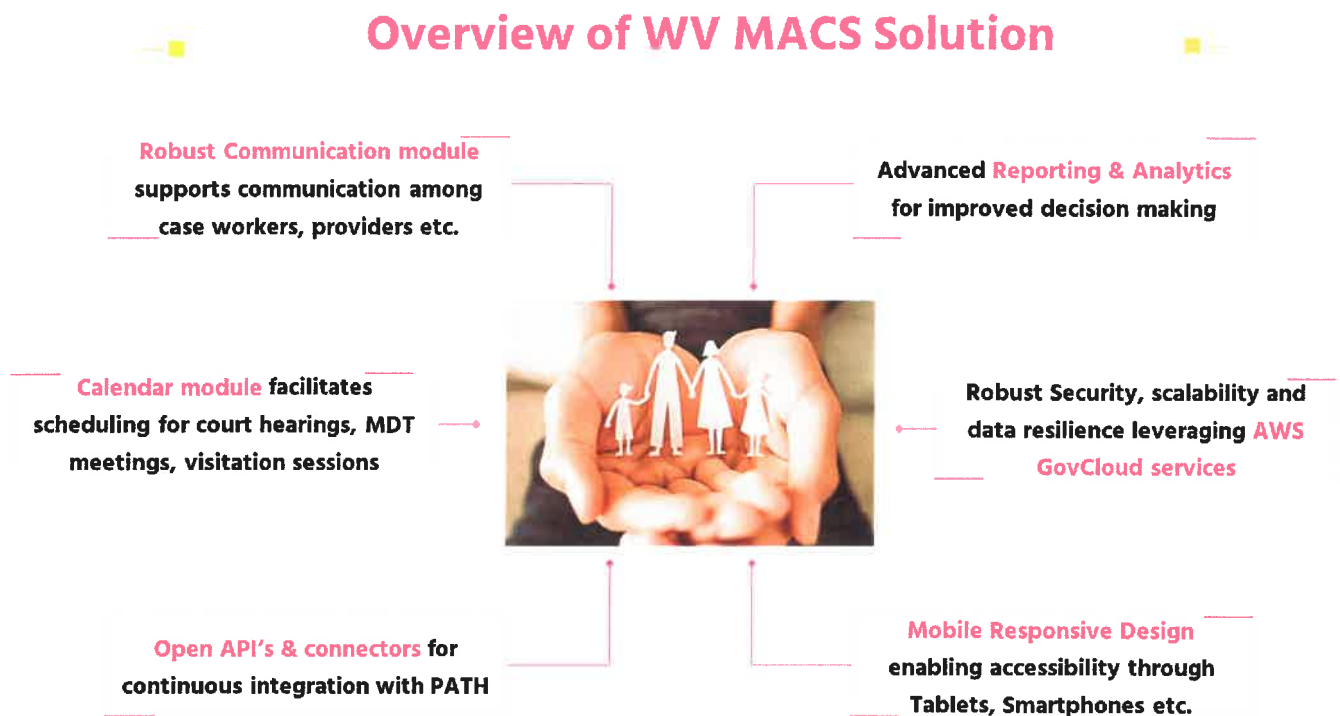 Overview of WV MACS Solution
Robust Communication module
supports communication among
case workers, providers etc.
Advanced Reporting & Analytics
for improved decision making
Calendar module facilitates
scheduling for court hearings, MDT
meetings, visitation sessions
Robust Security, scalability and
data resilience leveraging AWS
GovCloud services
Open API's & connectors for
continuous integration with PATH
Mobile Responsive Design
enabling accessibility through
Tablets, Smartphones etc.